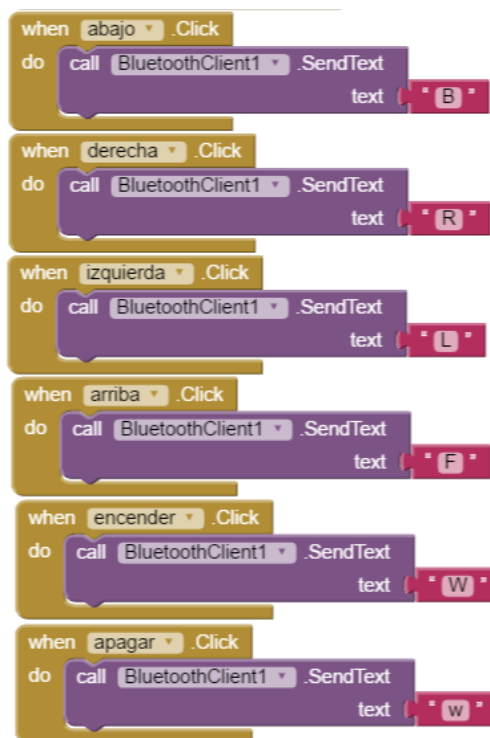 when abajo .Click
do call BluetoothClient1 .SendText
text " B "
when derecha .Click
do call BluetoothClient1 .SendText
text " R "
when izquierda .Click
do call BluetoothClient1 .SendText
text " L "
when arriba .Click
do call BluetoothClient1 .SendText
text " F "
when encender .Click
do call BluetoothClient1 .SendText
text " W "
when apagar .Click
do call BluetoothClient1 .SendText
text " w "